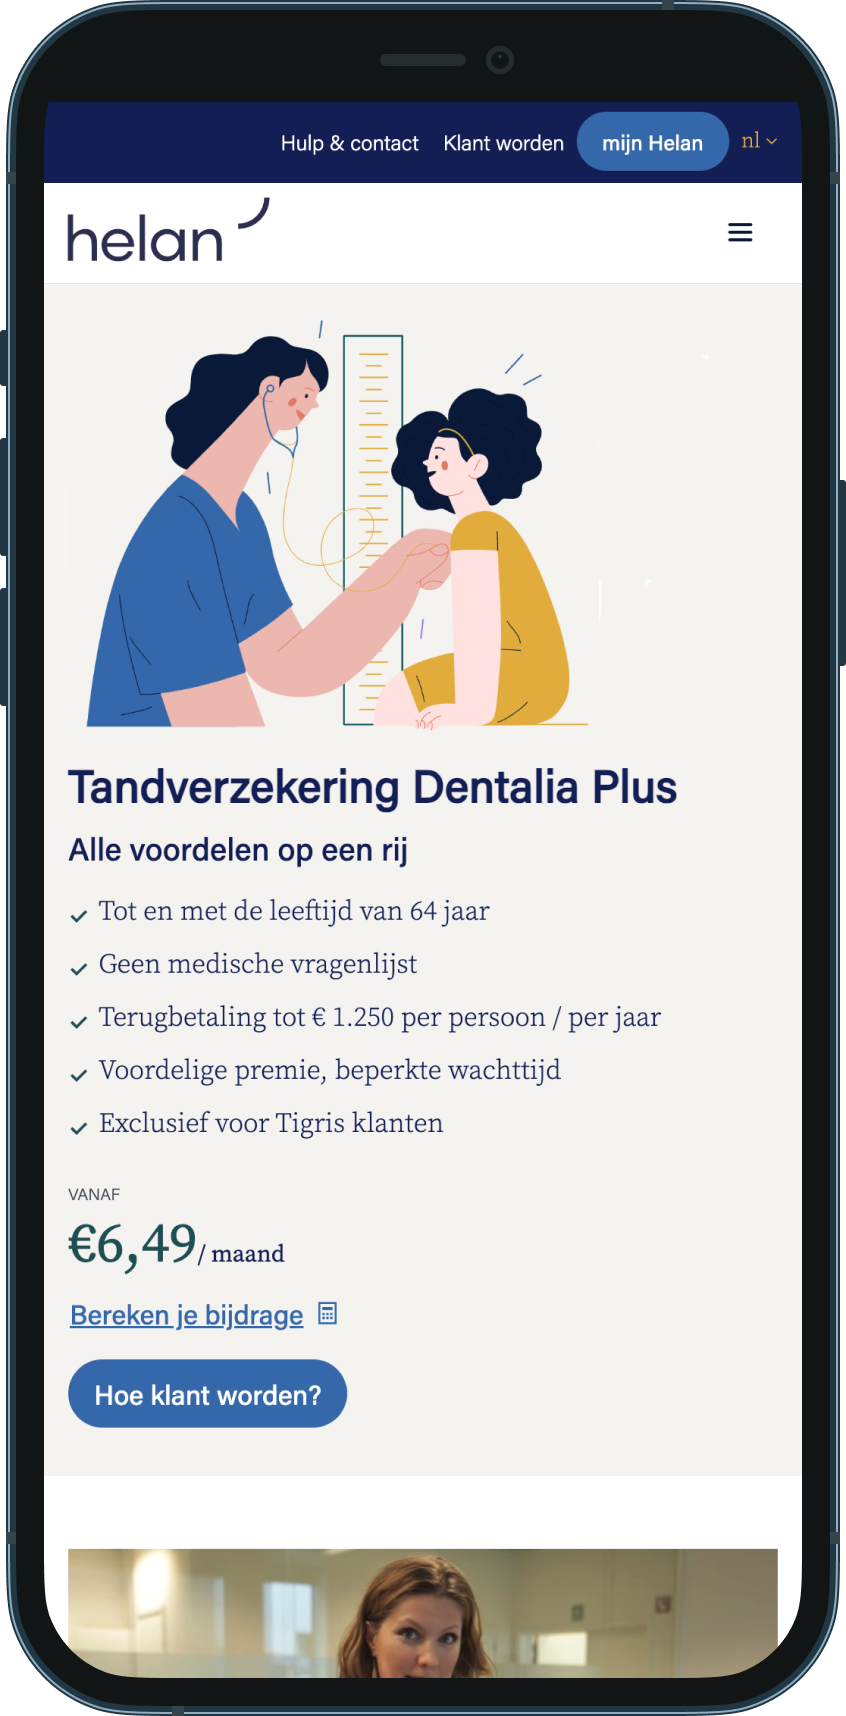 Hulp & contact Klant worden mijn Helan nl
helan
Tandverzekering Dentalia Plus
Alle voordelen op een rij
Tot en met de leeftijd van 64 jaar
Geen medische vragenlijst
Terugbetaling tot € 1.250 per persoon / per jaar
Voordelige premie, beperkte wachttijd
Exclusief voor Tigris klanten
VANAF
€6,49/ maand
Bereken je bijdrage
Hoe klant worden?